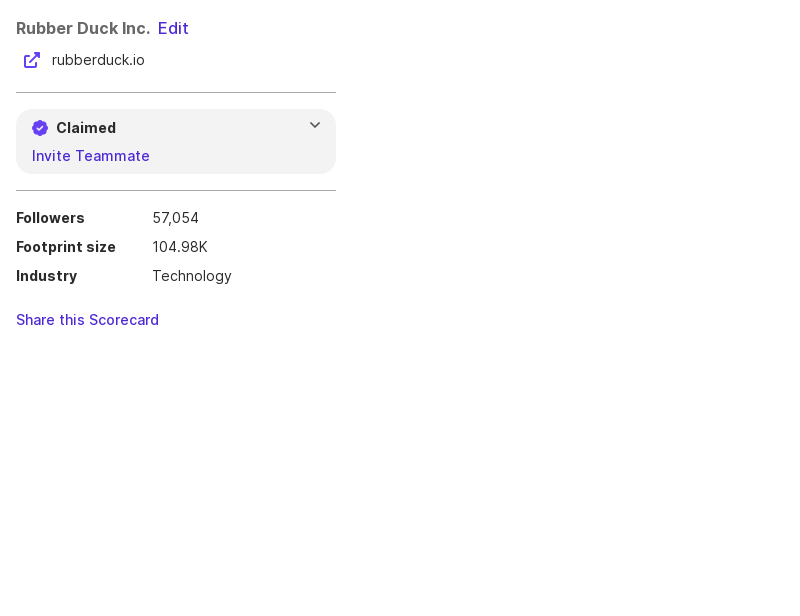 Rubber Duck Inc. Edit
rubberduck.io
Claimed
Invite Teammate
Followers 57,054
Footprint size 104.98K
Industry Technology
Share this Scorecard